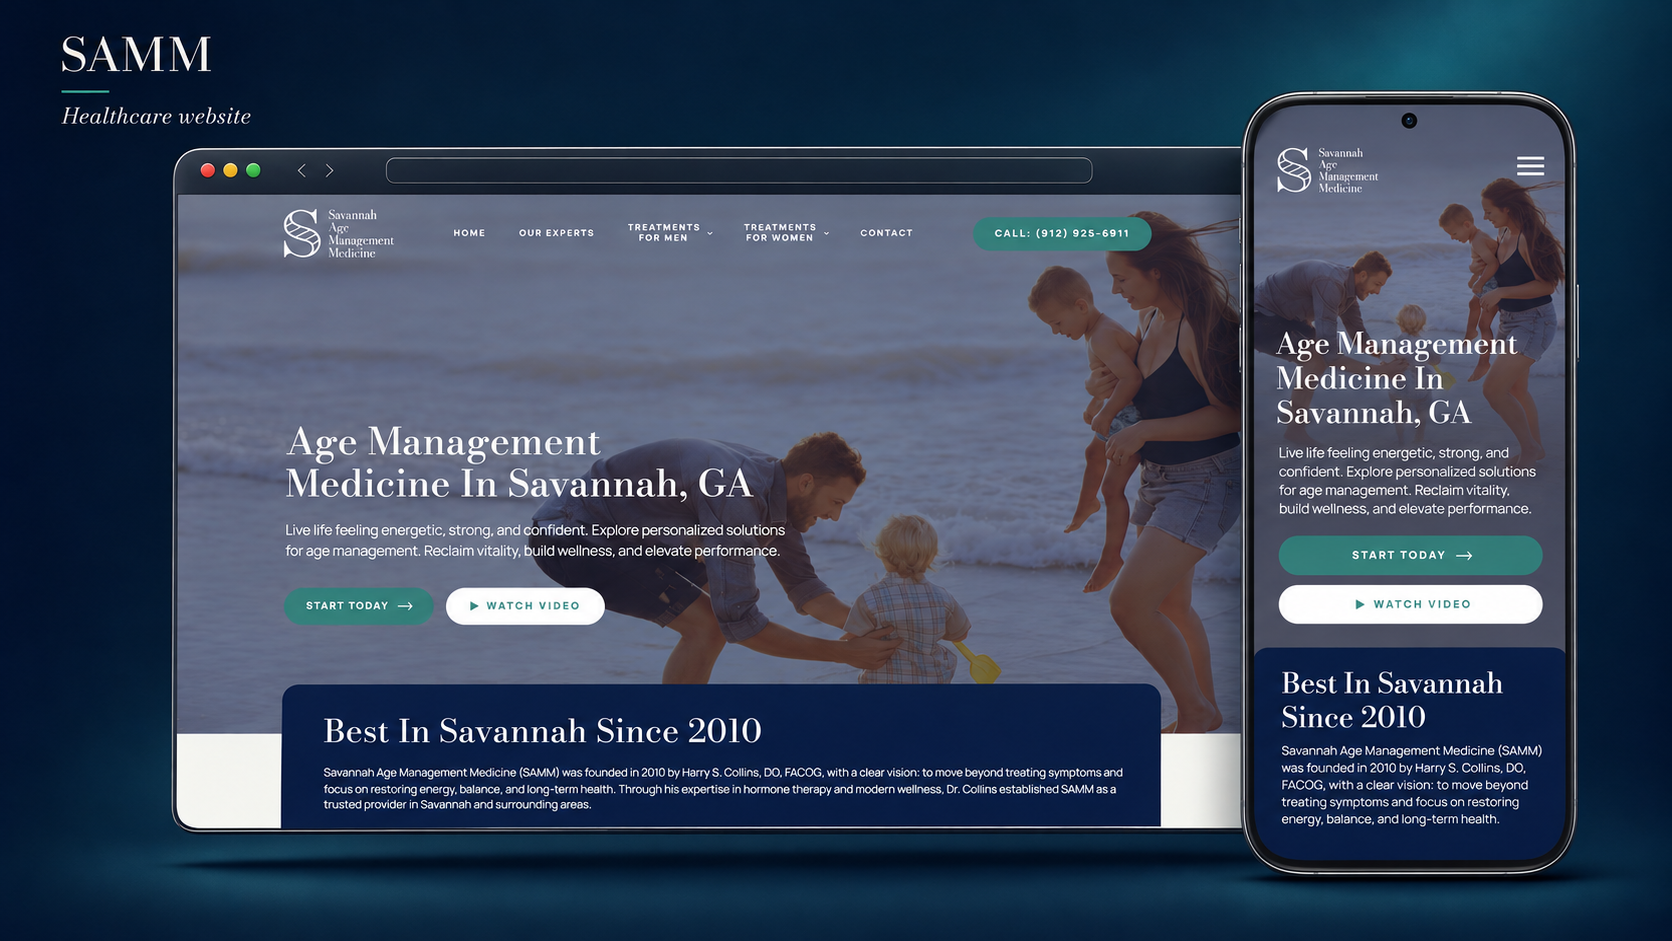 SAMM
Healthcare website
Savannah
Age
Management
Medicine
HOME
OUR EXPERTS
TREATMENTS
FOR MEN
TREATMENTS
FOR WOMEN
CONTACT
CALL: (912) 925-6911
Age Management
Medicine In Savannah, GA
Live life feeling energetic, strong, and confident. Explore personalized solutions
for age management. Reclaim vitality, build wellness, and elevate performance.
START TODAY →
▶ WATCH VIDEO
Best In Savannah Since 2010
Savannah Age Management Medicine (SAMM) was founded in 2010 by Harry S. Collins, DO, FACOG, with a clear vision: to move beyond treating symptoms and
focus on restoring energy, balance, and long-term health. Through his expertise in hormone therapy and modern wellness, Dr. Collins established SAMM as a
trusted provider in Savannah and surrounding areas.
Savannah
Age
Management
Medicine
Age Management
Medicine In
Savannah, GA
Live life feeling energetic, strong, and
confident. Explore personalized solutions
for age management. Reclaim vitality,
build wellness, and elevate performance.
START TODAY →
▶ WATCH VIDEO
Best In Savannah
Since 2010
Savannah Age Management Medicine (SAMM)
was founded in 2010 by Harry S. Collins, DO,
FACOG, with a clear vision: to move beyond
treating symptoms and focus on restoring
energy, balance, and long-term health.